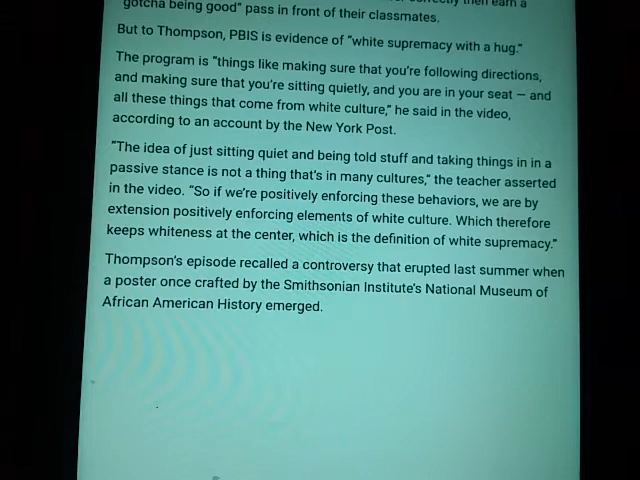 correctly then earn a
gotcha being good" pass in front of their classmates.
But to Thompson, PBIS is evidence of "white supremacy with a hug."
The program is "things like making sure that you're following directions,
and making sure that you're sitting quietly, and you are in your seat — and
all these things that come from white culture," he said in the video,
according to an account by the New York Post.
"The idea of just sitting quiet and being told stuff and taking things in in a
passive stance is not a thing that's in many cultures," the teacher asserted
in the video. "So if we're positively enforcing these behaviors, we are by
extension positively enforcing elements of white culture. Which therefore
keeps whiteness at the center, which is the definition of white supremacy."
Thompson's episode recalled a controversy that erupted last summer when
a poster once crafted by the Smithsonian Institute's National Museum of
African American History emerged.